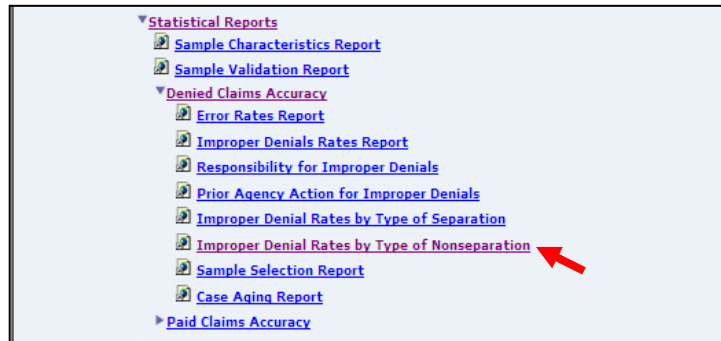 Statistical Reports
Sample Characteristics Report
Sample Validation Report
Denied Claims Accuracy
Error Rates Report
Improper Denials Rates Report
Responsibility for Improper Denials
Prior Agency Action for Improper Denials
Improper Denial Rates by Type of Separation
Improper Denial Rates by Type of Nonseparation
Sample Selection Report
Case Aging Report
Paid Claims Accuracy